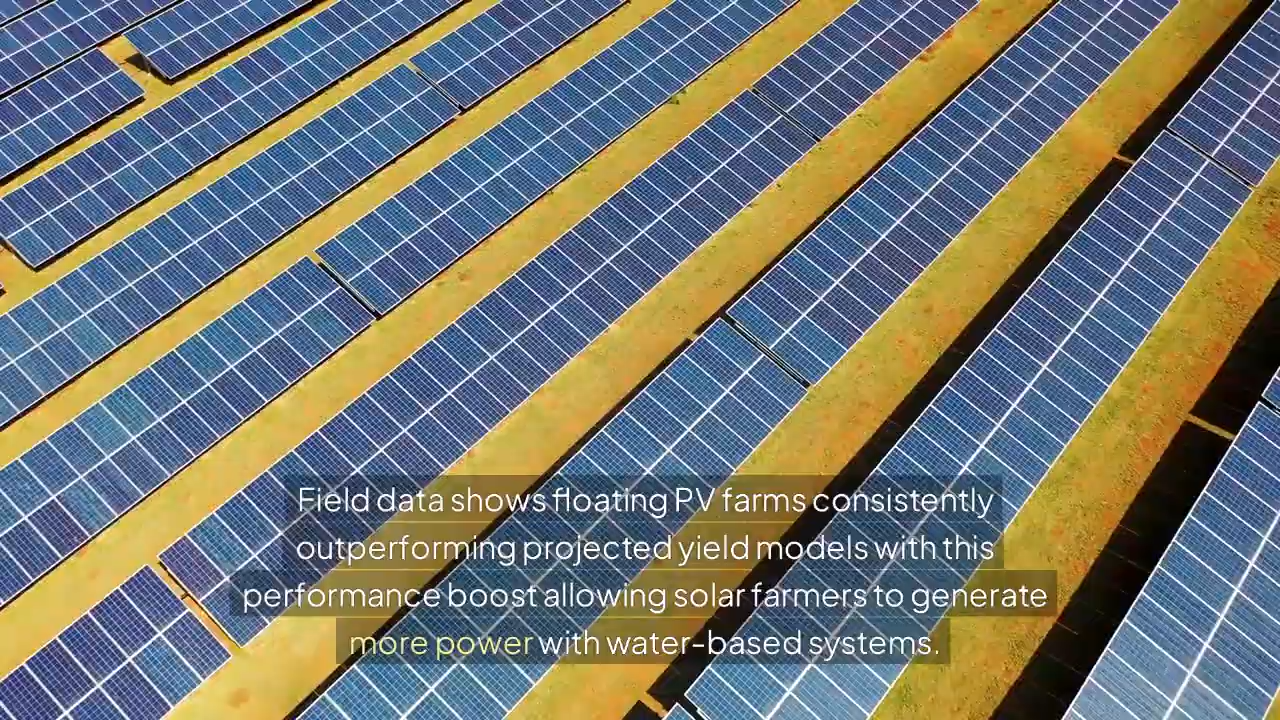 Field data shows floating PV farms consistently
outperforming projected yield models with this
performance boost allowing solar farmers to generate
more power with water-based systems.